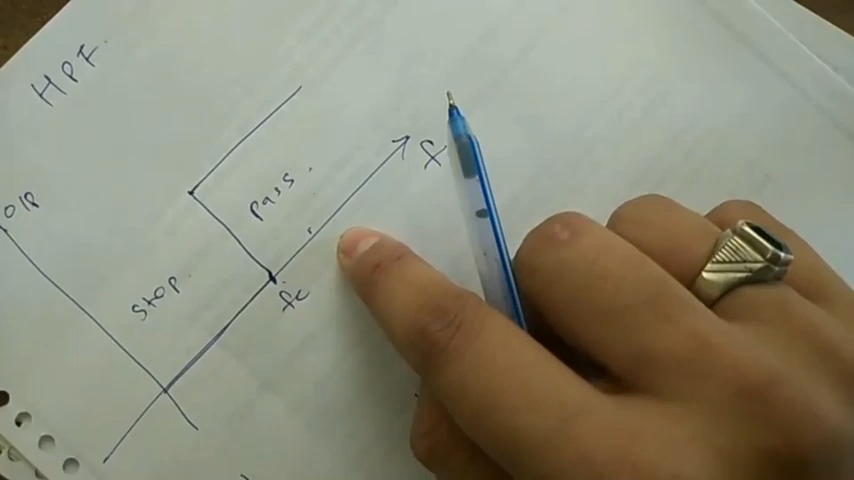 HPF.
O/P
pass.
stop.
fc
f